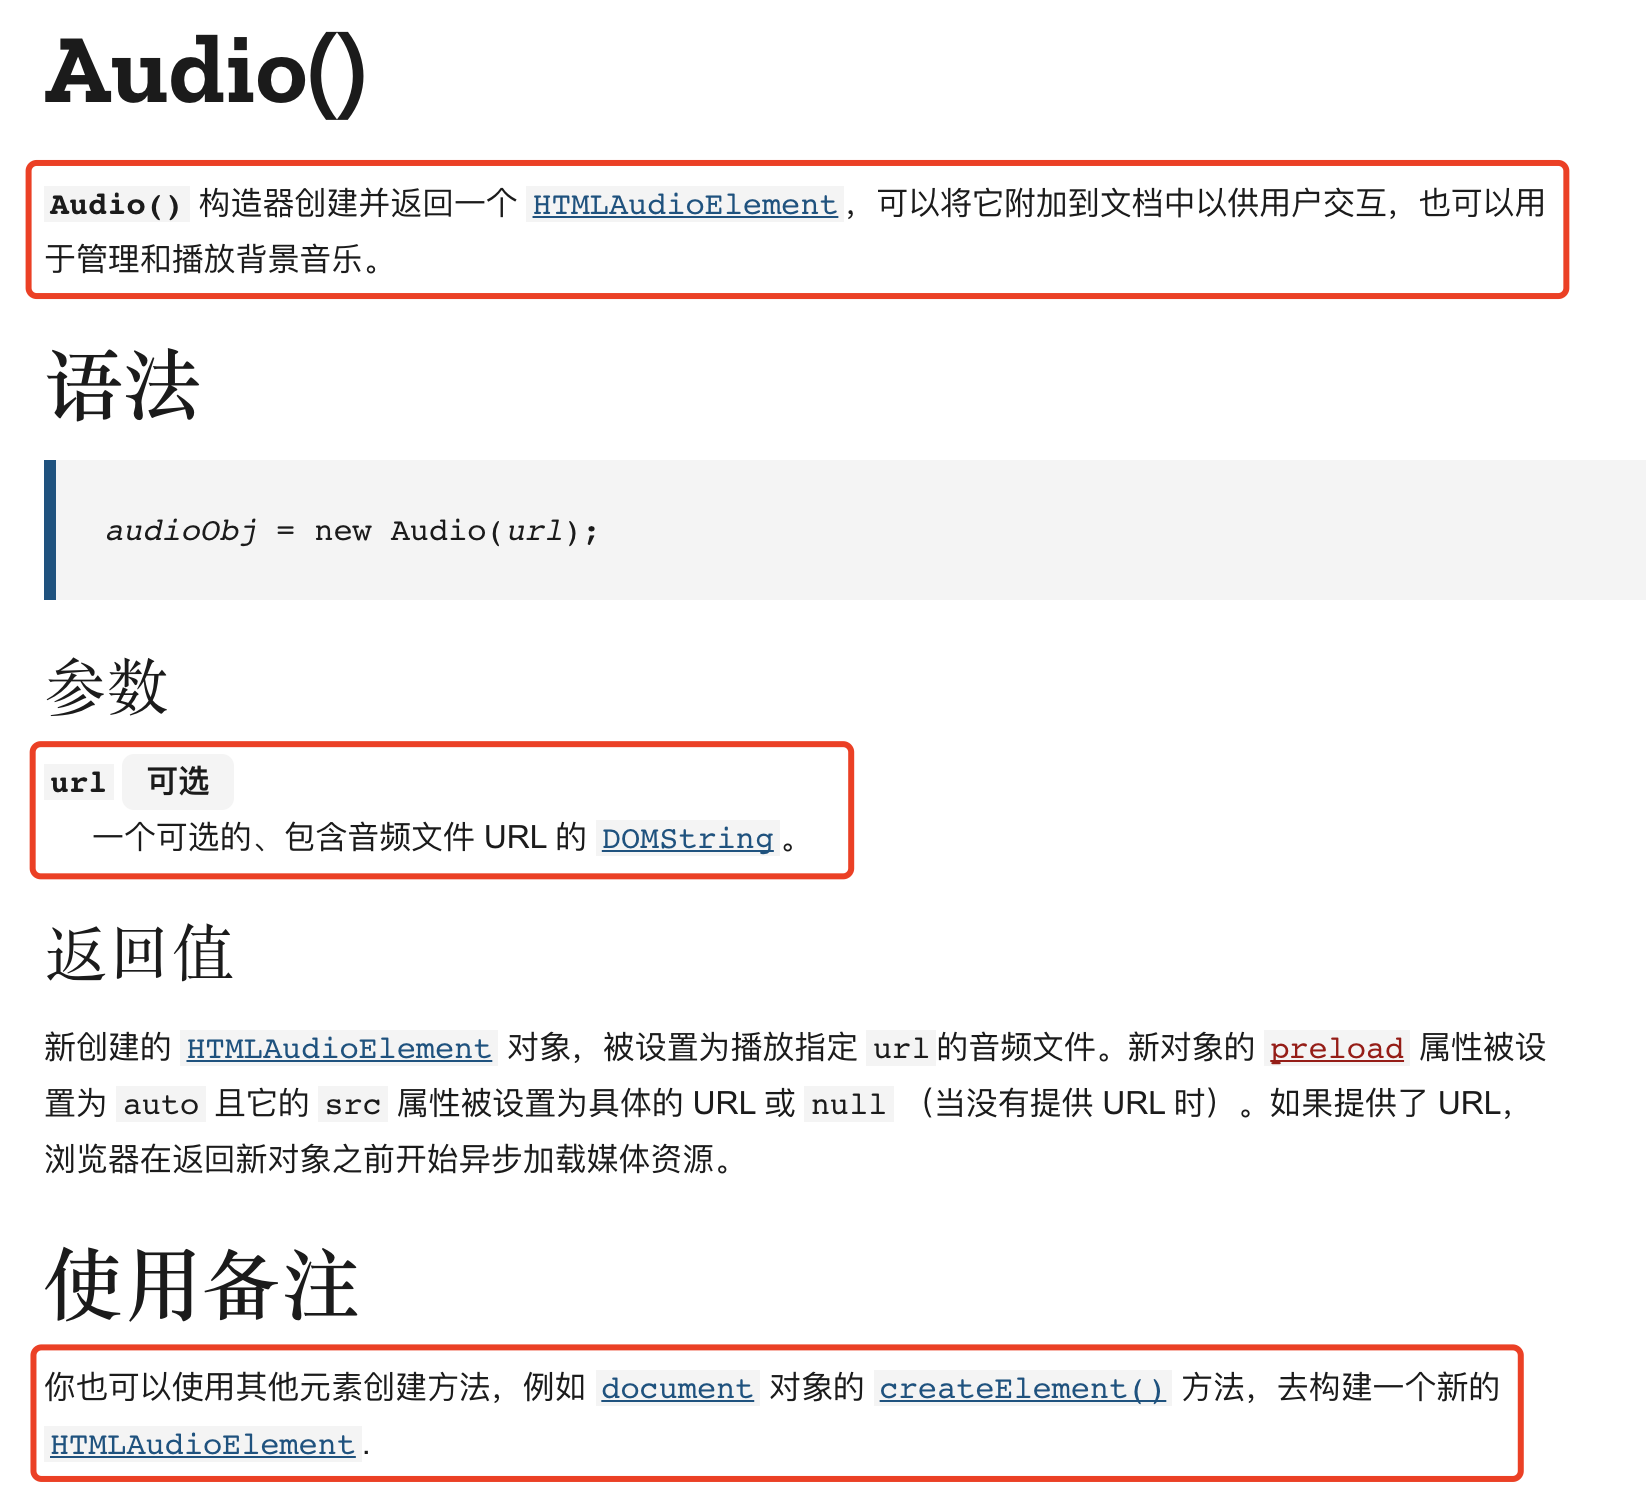 Audio()
Audio() 构造器创建并返回一个 HTMLAudioElement，可以将它附加到文档中以供用户交互，也可以用
于管理和播放背景音乐。
语法
audioObj = new Audio(url);
参数
url 可选
一个可选的、包含音频文件 URL 的 DOMString。
返回值
新创建的 HTMLAudioElement 对象，被设置为播放指定 url的音频文件。新对象的 preload 属性被设
置为 auto 且它的 src 属性被设置为具体的 URL 或 null （当没有提供 URL 时）。如果提供了 URL，
浏览器在返回新对象之前开始异步加载媒体资源。
使用备注
你也可以使用其他元素创建方法，例如 document 对象的 createElement() 方法，去构建一个新的
HTMLAudioElement.